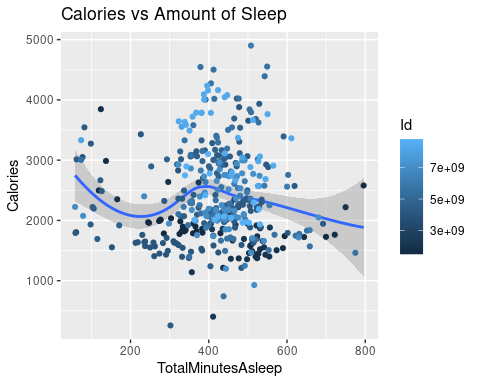 Calories vs Amount of Sleep
5000
4000
3000
2000
1000
Calories
200
400
600
800
TotalMinutesAsleep
Id
7e+09
5e+09
3e+09